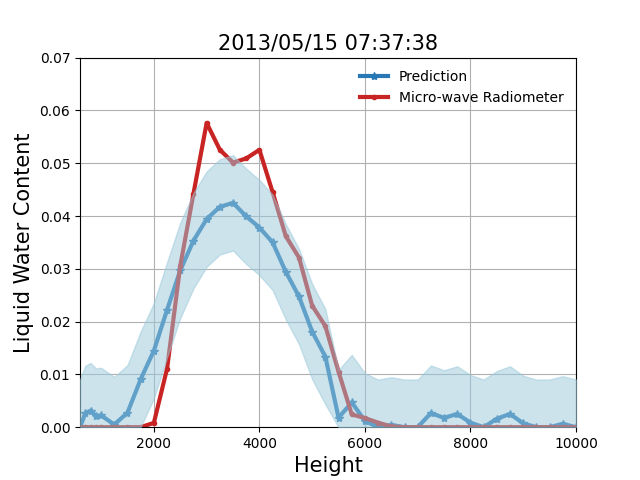 2013/05/15 07:37:38
Prediction
Micro-wave Radiometer
Liquid Water Content
0.07
0.06
0.05
0.04
0.03
0.02
0.01
0.00
2000 4000 6000 8000 10000
Height